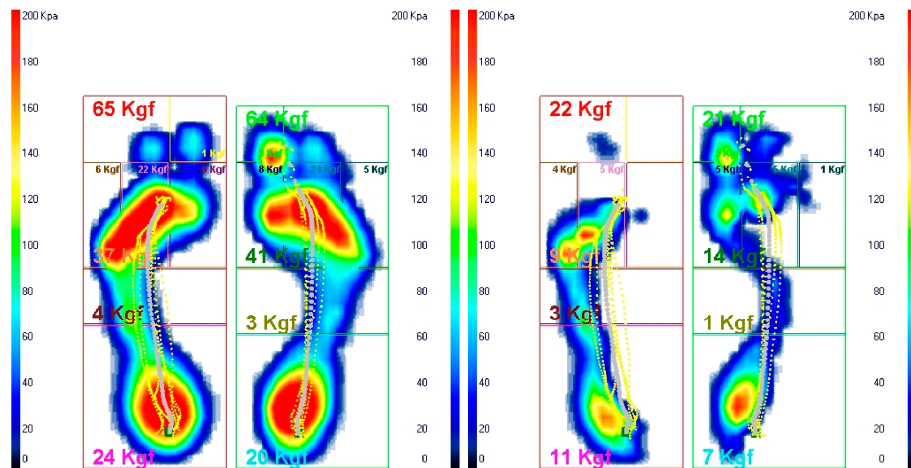 200 Kpa
180
160
140
120
100
80
60
40
20
0
65 Kgf
1 Kgf
6 Kgf
22 Kgf
37 Kgf
4 Kgf
24 Kgf
64 Kgf
8 Kgf
5 Kgf
41 Kgf
3 Kgf
20 Kgf
200 Kpa
180
160
140
120
100
80
60
40
20
0
200 Kpa
180
160
140
120
100
80
60
40
20
0
22 Kgf
4 Kgf
5 Kgf
9 Kgf
3 Kgf
11 Kgf
21 Kgf
5 Kgf
1 Kgf
14 Kgf
1 Kgf
7 Kgf
200 Kpa
180
160
140
120
100
80
60
40
20
0